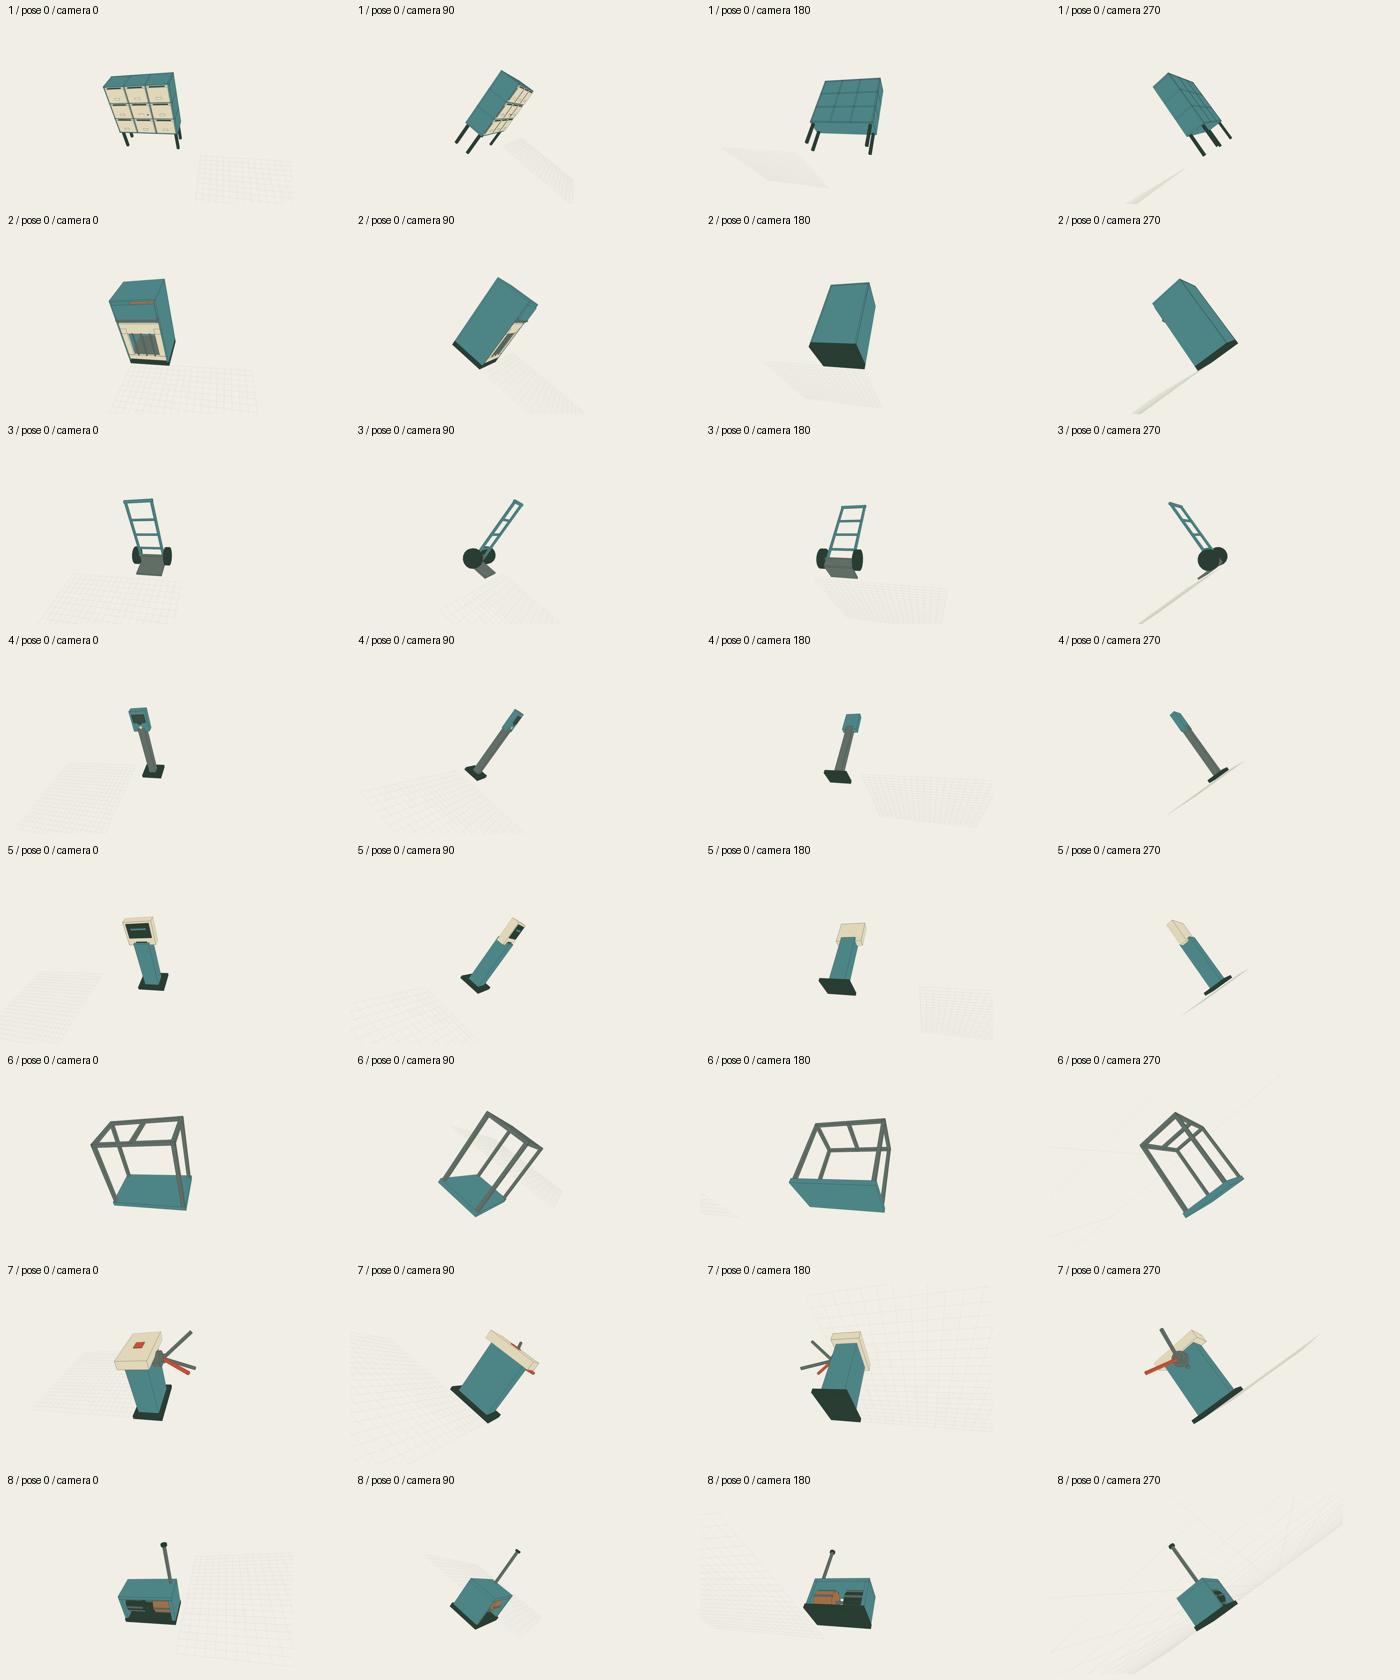 1 / pose 0 / camera 0
1 / pose 0 / camera 90
1 / pose 0 / camera 180
1 / pose 0 / camera 270
2 / pose 0 / camera 0
2 / pose 0 / camera 90
2 / pose 0 / camera 180
2 / pose 0 / camera 270
3 / pose 0 / camera 0
3 / pose 0 / camera 90
3 / pose 0 / camera 180
3 / pose 0 / camera 270
4 / pose 0 / camera 0
4 / pose 0 / camera 90
4 / pose 0 / camera 180
4 / pose 0 / camera 270
5 / pose 0 / camera 0
5 / pose 0 / camera 90
5 / pose 0 / camera 180
5 / pose 0 / camera 270
6 / pose 0 / camera 0
6 / pose 0 / camera 90
6 / pose 0 / camera 180
6 / pose 0 / camera 270
7 / pose 0 / camera 0
7 / pose 0 / camera 90
7 / pose 0 / camera 180
7 / pose 0 / camera 270
8 / pose 0 / camera 0
8 / pose 0 / camera 90
8 / pose 0 / camera 180
8 / pose 0 / camera 270